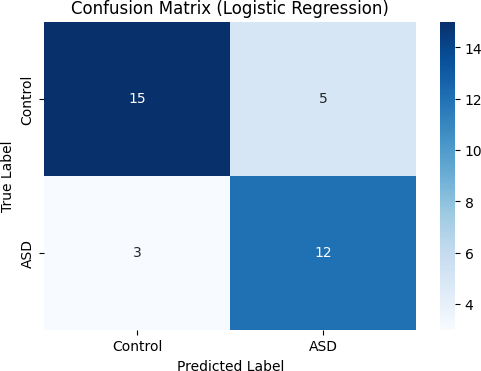 Confusion Matrix (Logistic Regression)
True Label
Control
15
5
ASD
3
12
Control
ASD
Predicted Label
14
12
10
8
6
4